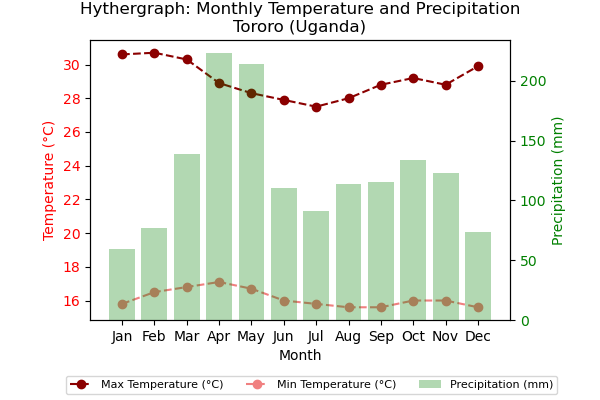 Hythergraph: Monthly Temperature and Precipitation
Tororo (Uganda)
Temperature (°C)
30
28
26
24
22
20
18
16
Precipitation (mm)
200
150
100
50
0
Jan Feb Mar Apr May Jun Jul Aug Sep Oct Nov Dec
Month
Max Temperature (°C) Min Temperature (°C) Precipitation (mm)